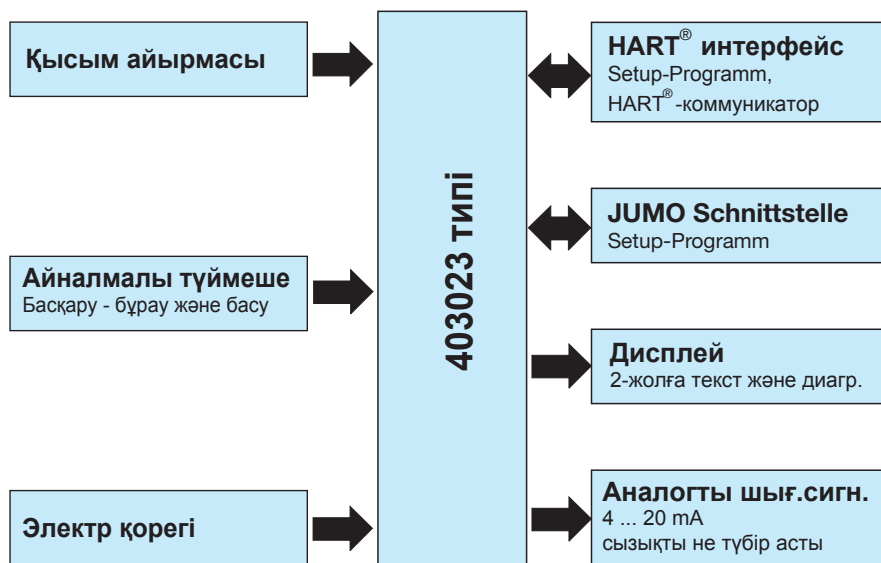 Қысым айырмасы
Айналмалы түймеше
Басқару - бұрау және басу
Электр қорегі
403023 типі
HART® интерфейс
Setup-Programm,
HART®-коммуникатор
JUMO Schnittstelle
Setup-Programm
Дисплей
2-жолға текст және диагр.
Аналогты шығ.сигн.
4 ... 20 mA
сызықты не түбір асты